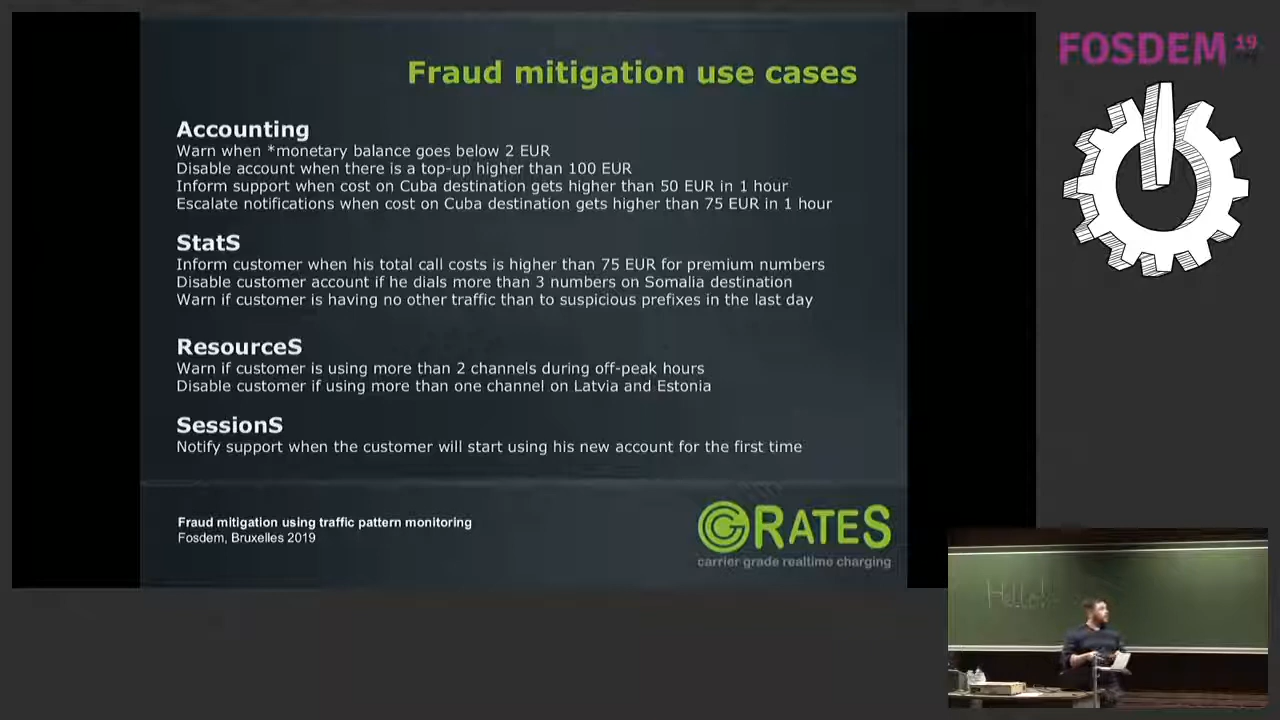 Fraud mitigation use cases
Accounting
Warn when *monetary balance goes below 2 EUR
Disable account when there is a top-up higher than 100 EUR
Inform support when cost on Cuba destination gets higher than 50 EUR in 1 hour
Escalate notifications when cost on Cuba destination gets higher than 75 EUR in 1 hour
StatS
Inform customer when his total call costs is higher than 75 EUR for premium numbers
Disable customer account if he dials more than 3 numbers on Somalia destination
Warn if customer is having no other traffic than to suspicious prefixes in the last day
ResourceS
Warn if customer is using more than 2 channels during off-peak hours
Disable customer if using more than one channel on Latvia and Estonia
SessionS
Notify support when the customer will start using his new account for the first time
Fraud mitigation using traffic pattern monitoring
Fosdem, Bruxelles 2019
CGRATES
carrier grade realtime charging
FOSDEM 19
Hello!